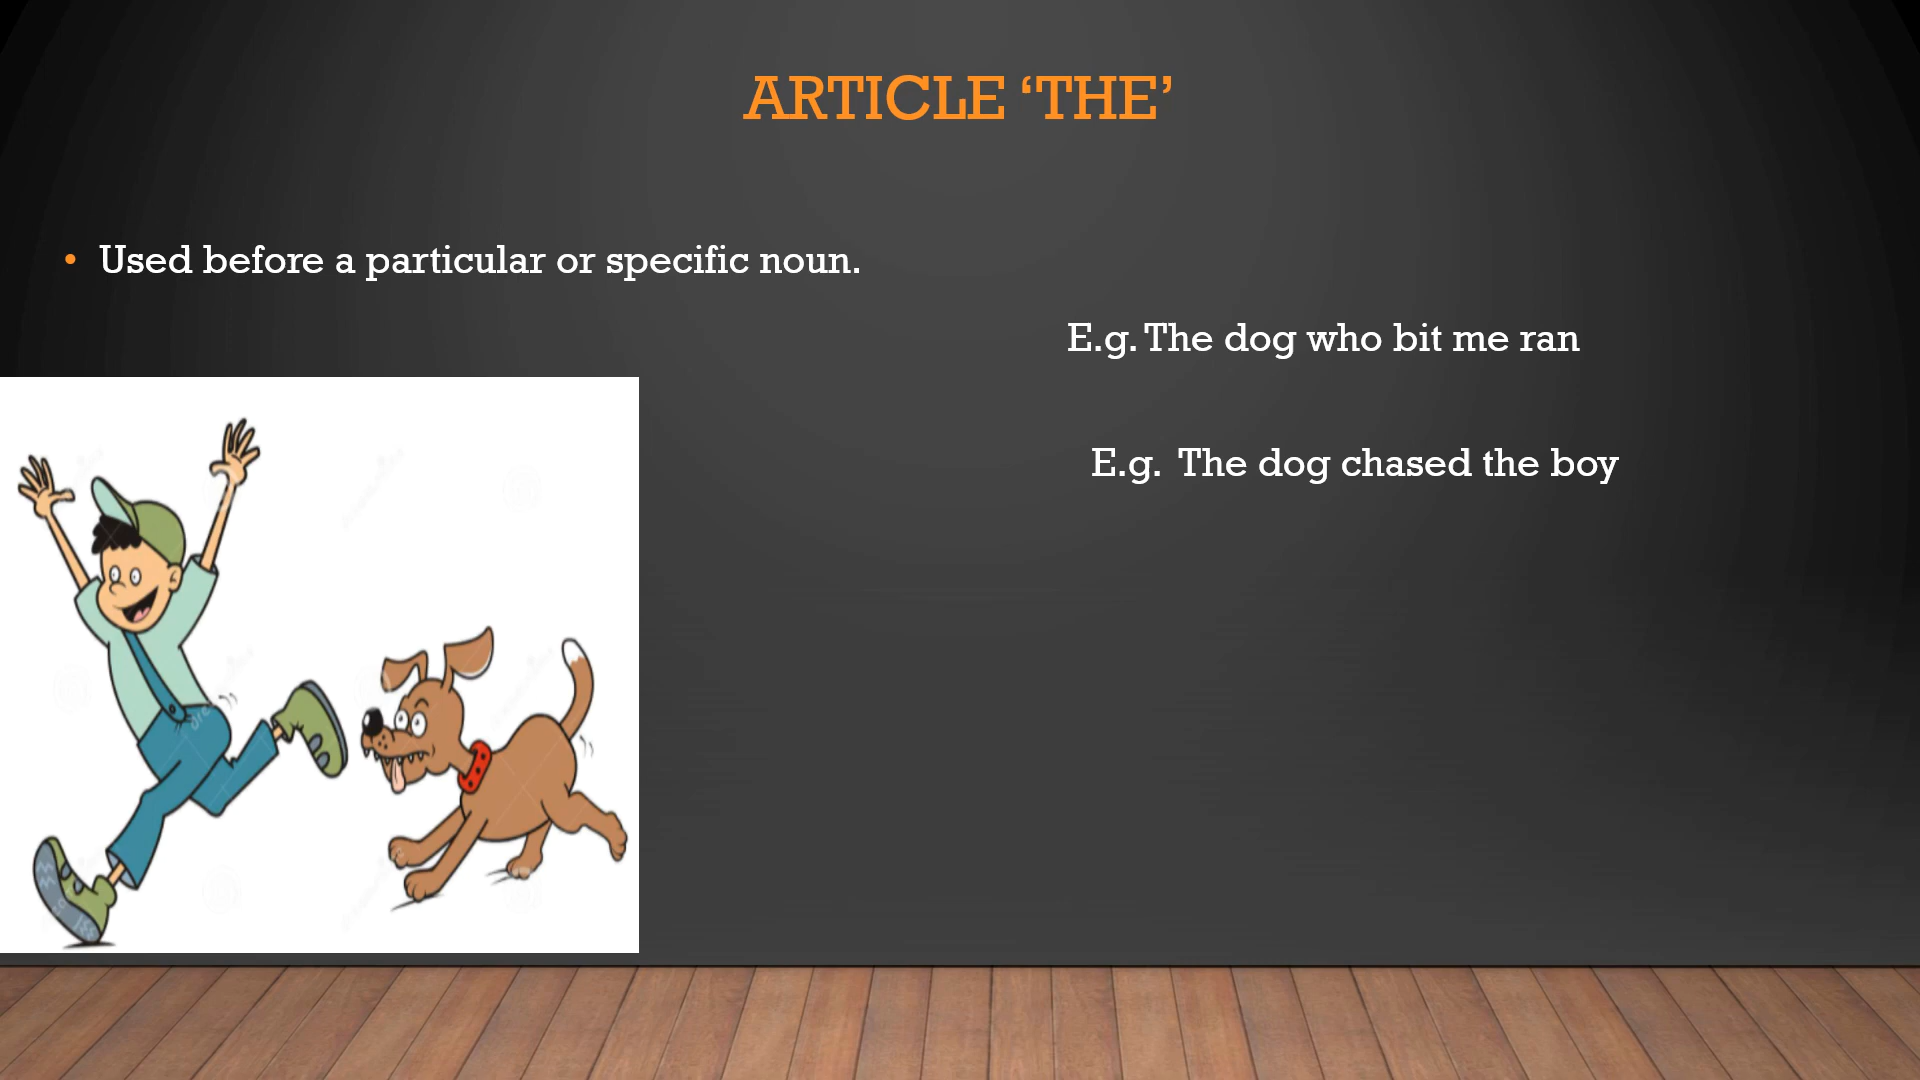 ARTICLE ‘THE’
• Used before a particular or specific noun.
E.g. The dog who bit me ran
E.g. The dog chased the boy